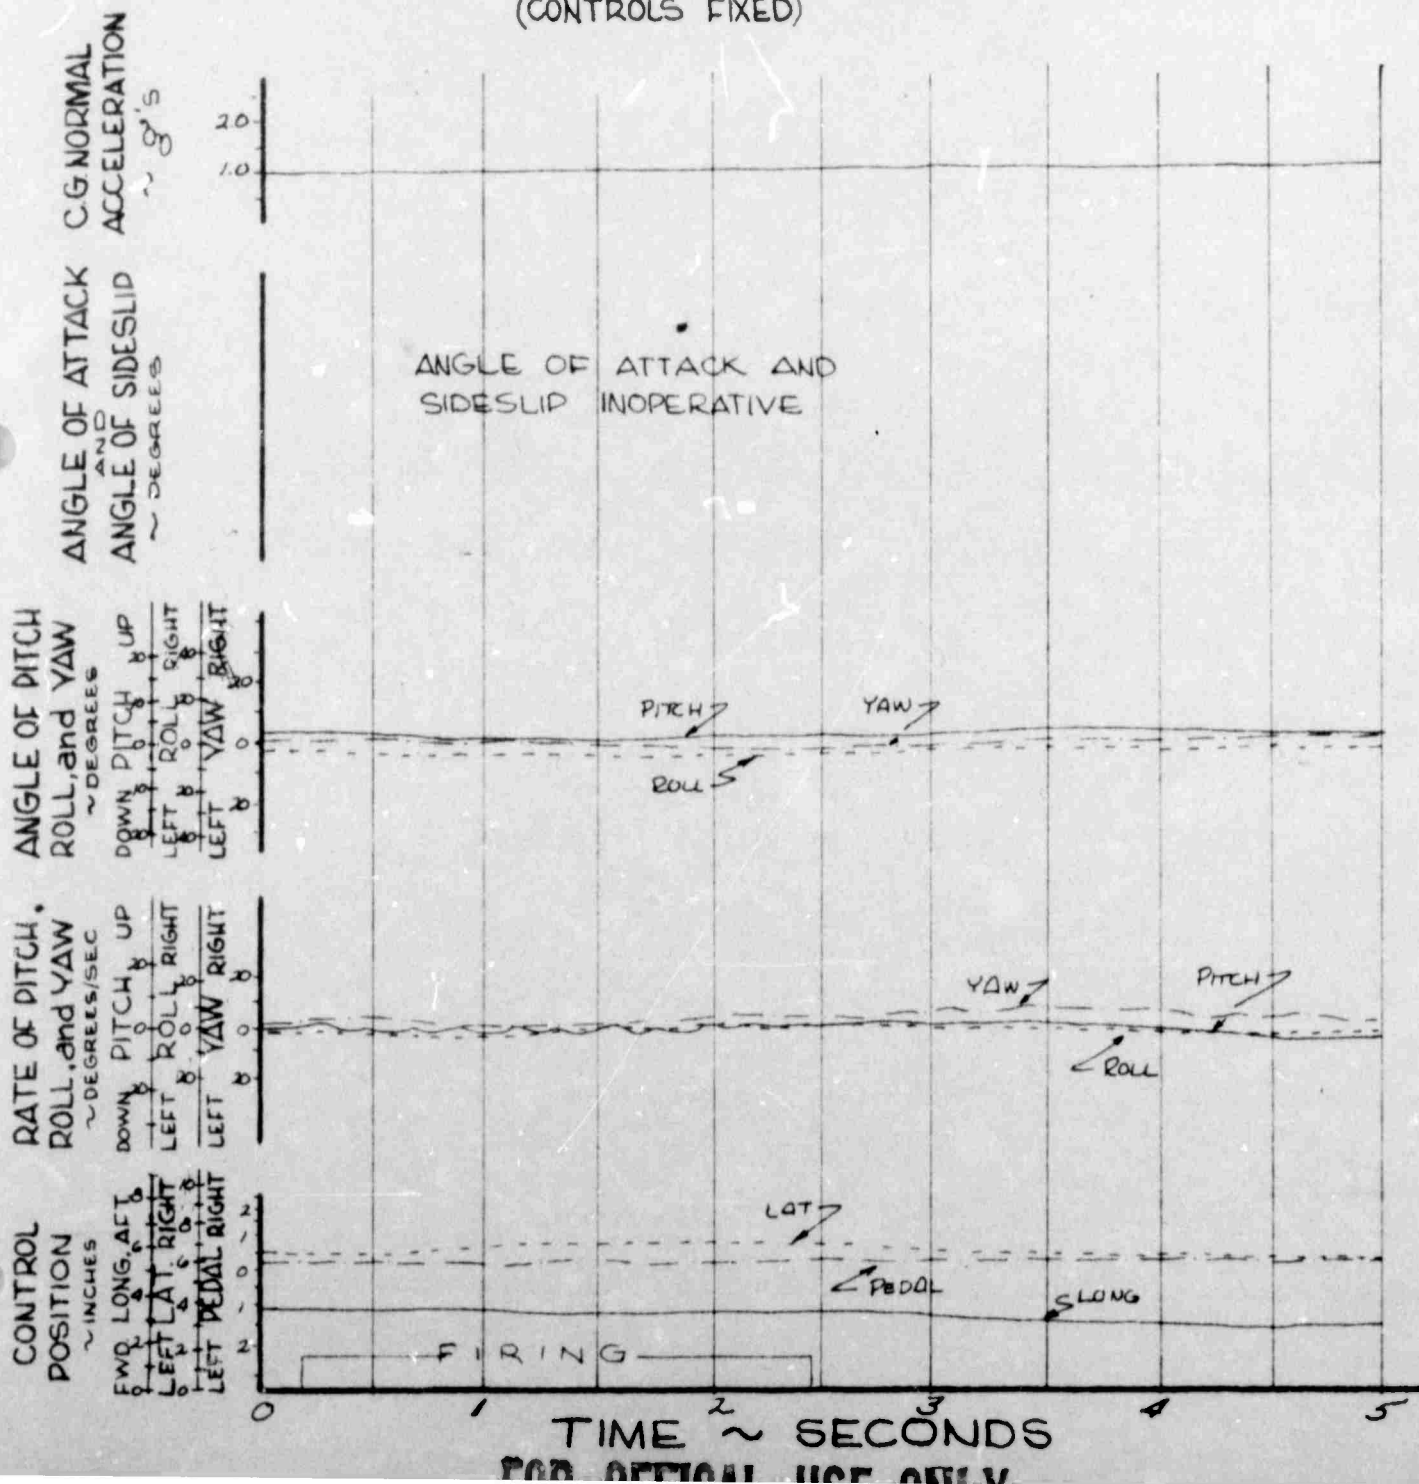 (CONTROLS FIXED)
C.G. NORMAL
ACCELERATION
~ g's
2.0
1.0
ANGLE OF ATTACK
AND
ANGLE OF SIDESLIP
~ DEGREES
ANGLE OF ATTACK AND
SIDESLIP INOPERATIVE
ANGLE OF PITCH
ROLL, and YAW
~ DEGREES
DOWN PITCH UP
LEFT ROLL RIGHT
LEFT YAW RIGHT
20
0
20
PITCH
YAW
ROLL
RATE OF PITCH,
ROLL, and YAW
~ DEGREES/SEC
DOWN PITCH UP
LEFT ROLL RIGHT
LEFT YAW RIGHT
20
0
20
YAW
PITCH
ROLL
CONTROL
POSITION
~ INCHES
FWD LONG. AFT
LEFT LAT. RIGHT
LEFT PEDAL RIGHT
2
1
0
1
2
LAT
PEDAL
LONG
FIRING
0 1 2 3 4 5
TIME ~ SECONDS
FOR OFFICIAL USE ONLY